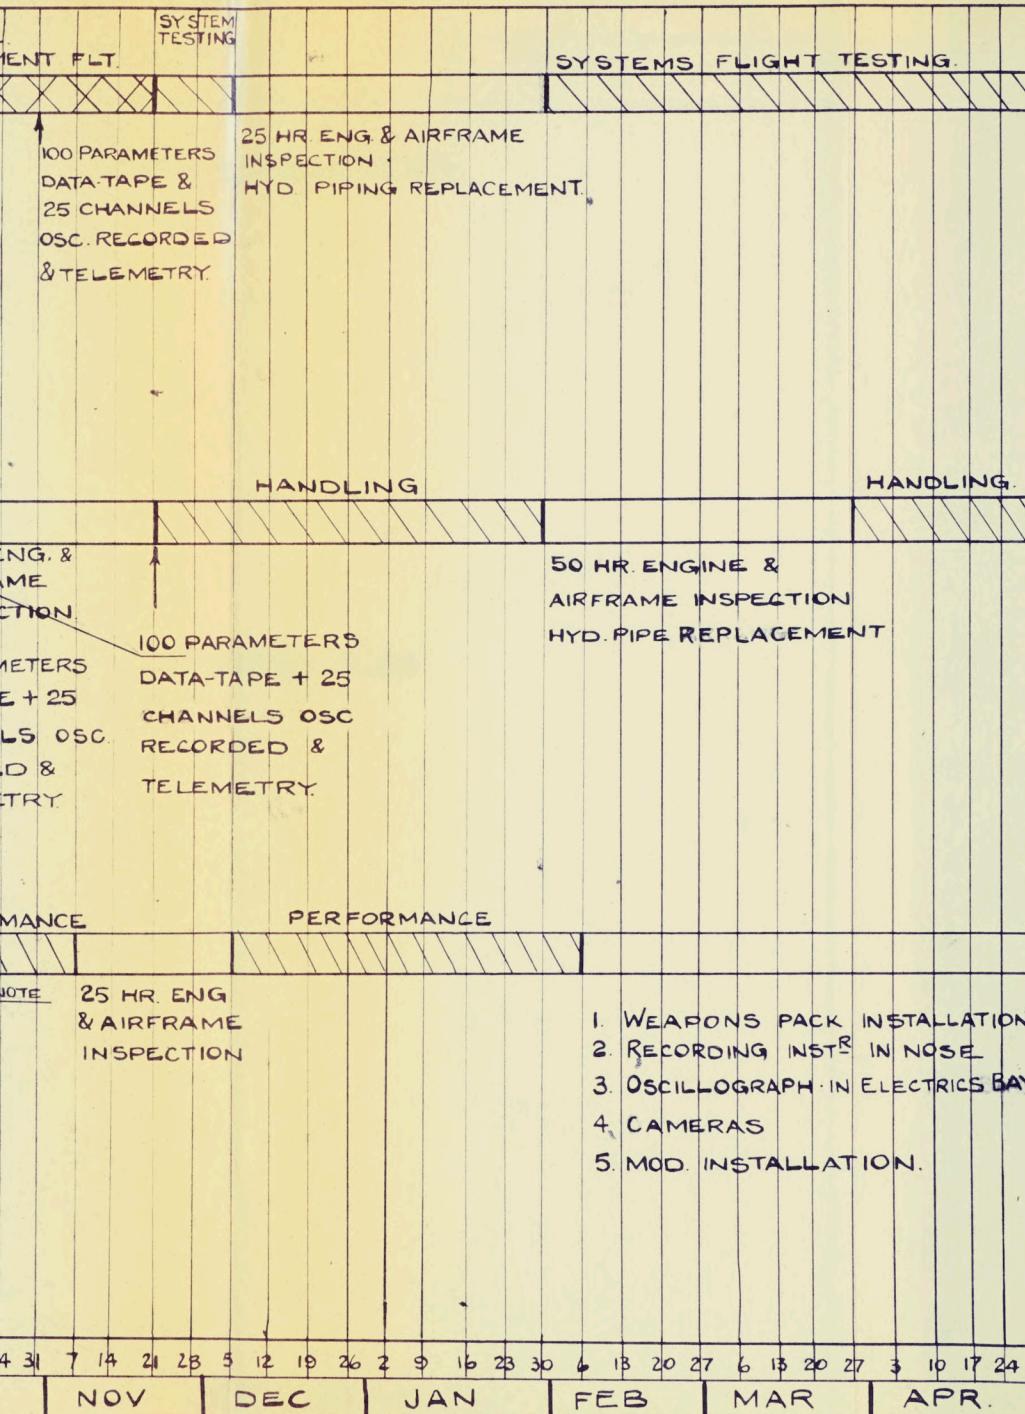 SYSTEM
TESTING
MENT FLT.
SYSTEMS FLIGHT TESTING.
100 PARAMETERS
DATA-TAPE &
25 CHANNELS
OSC. RECORDED
& TELEMETRY.
25 HR. ENG. & AIRFRAME
INSPECTION
HYD. PIPING REPLACEMENT.
HANDLING
HANDLING.
ENG. &
AME
CTION.
METERS
E + 25
LS OSC.
ED &
ETRY.
100 PARAMETERS
DATA-TAPE + 25
CHANNELS OSC
RECORDED &
TELEMETRY.
50 HR. ENGINE &
AIRFRAME INSPECTION
HYD. PIPE REPLACEMENT
MANCE
PERFORMANCE
NOTE
25 HR. ENG
& AIRFRAME
INSPECTION
1. WEAPONS PACK INSTALLATION
2. RECORDING INSTR IN NOSE
3. OSCILLOGRAPH IN ELECTRICS BAY
4. CAMERAS
5. MOD. INSTALLATION.
4 31 7 14 21 28 5 12 19 26 2 9 16 23 30 6 13 20 27 6 13 20 27 3 10 17 24
NOV DEC JAN FEB MAR APR.